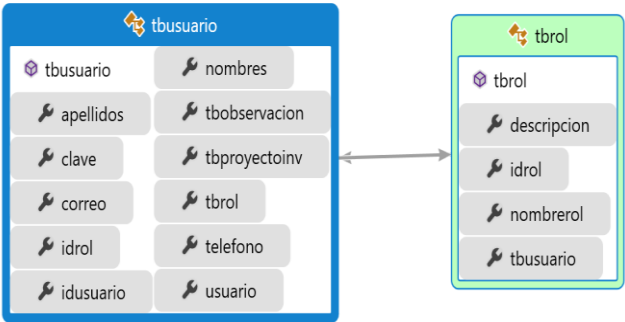 tbusuario
tbusuario
apellidos
clave
correo
idrol
idusuario
nombres
tbobservacion
tbproyectoinv
tbrol
telefono
usuario
tbrol
tbrol
descripcion
idrol
nombrerol
tbusuario